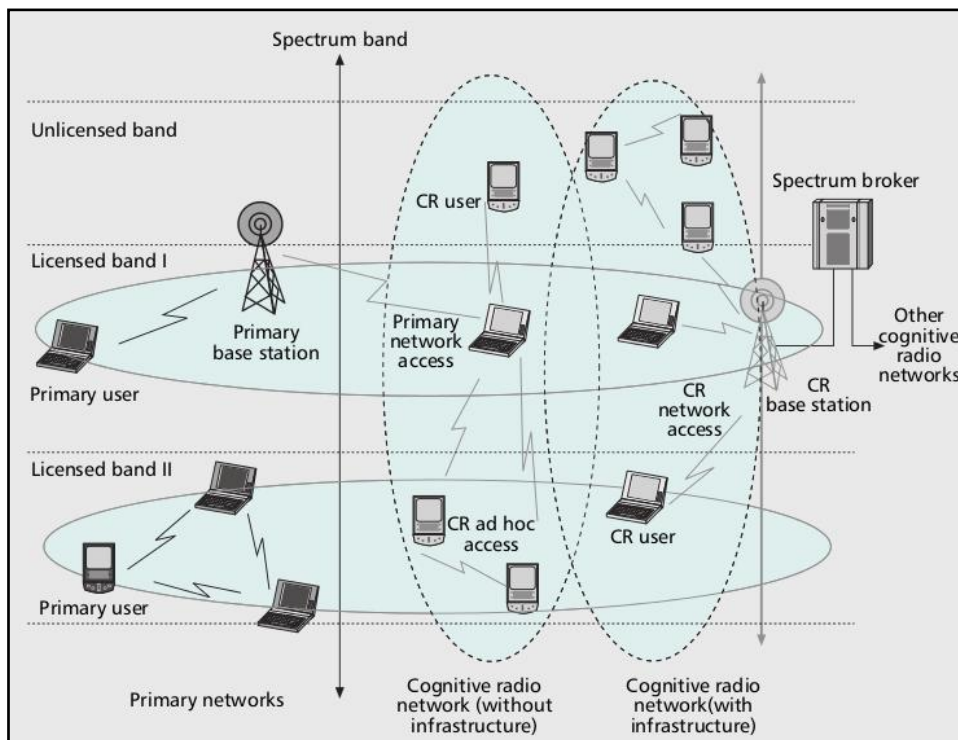 Spectrum band
Unlicensed band
CR user
Spectrum broker
Licensed band I
Primary
base station
Primary
network
access
Other
cognitive
radio
networks
Primary user
CR
network
access
CR
base station
Licensed band II
CR ad hoc
access
CR user
Primary user
Primary networks
Cognitive radio
network (without
infrastructure)
Cognitive radio
network(with
infrastructure)